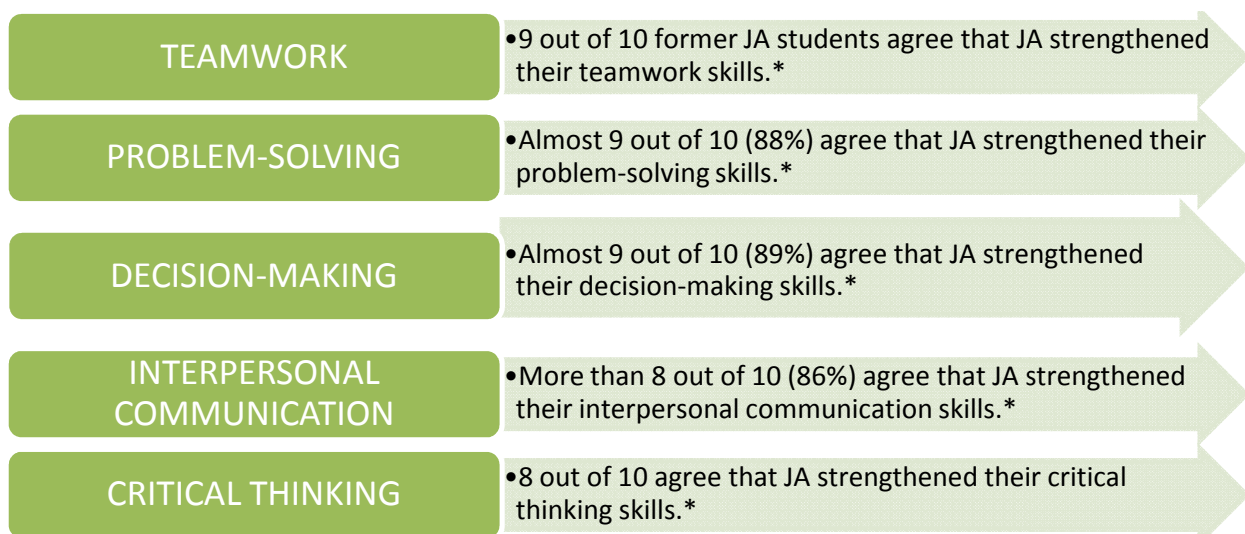 TEAMWORK
•9 out of 10 former JA students agree that JA strengthened
their teamwork skills.*
PROBLEM-SOLVING
•Almost 9 out of 10 (88%) agree that JA strengthened their
problem-solving skills.*
DECISION-MAKING
•Almost 9 out of 10 (89%) agree that JA strengthened
their decision-making skills.*
INTERPERSONAL
COMMUNICATION
•More than 8 out of 10 (86%) agree that JA strengthened
their interpersonal communication skills.*
CRITICAL THINKING
•8 out of 10 agree that JA strengthened their critical
thinking skills.*